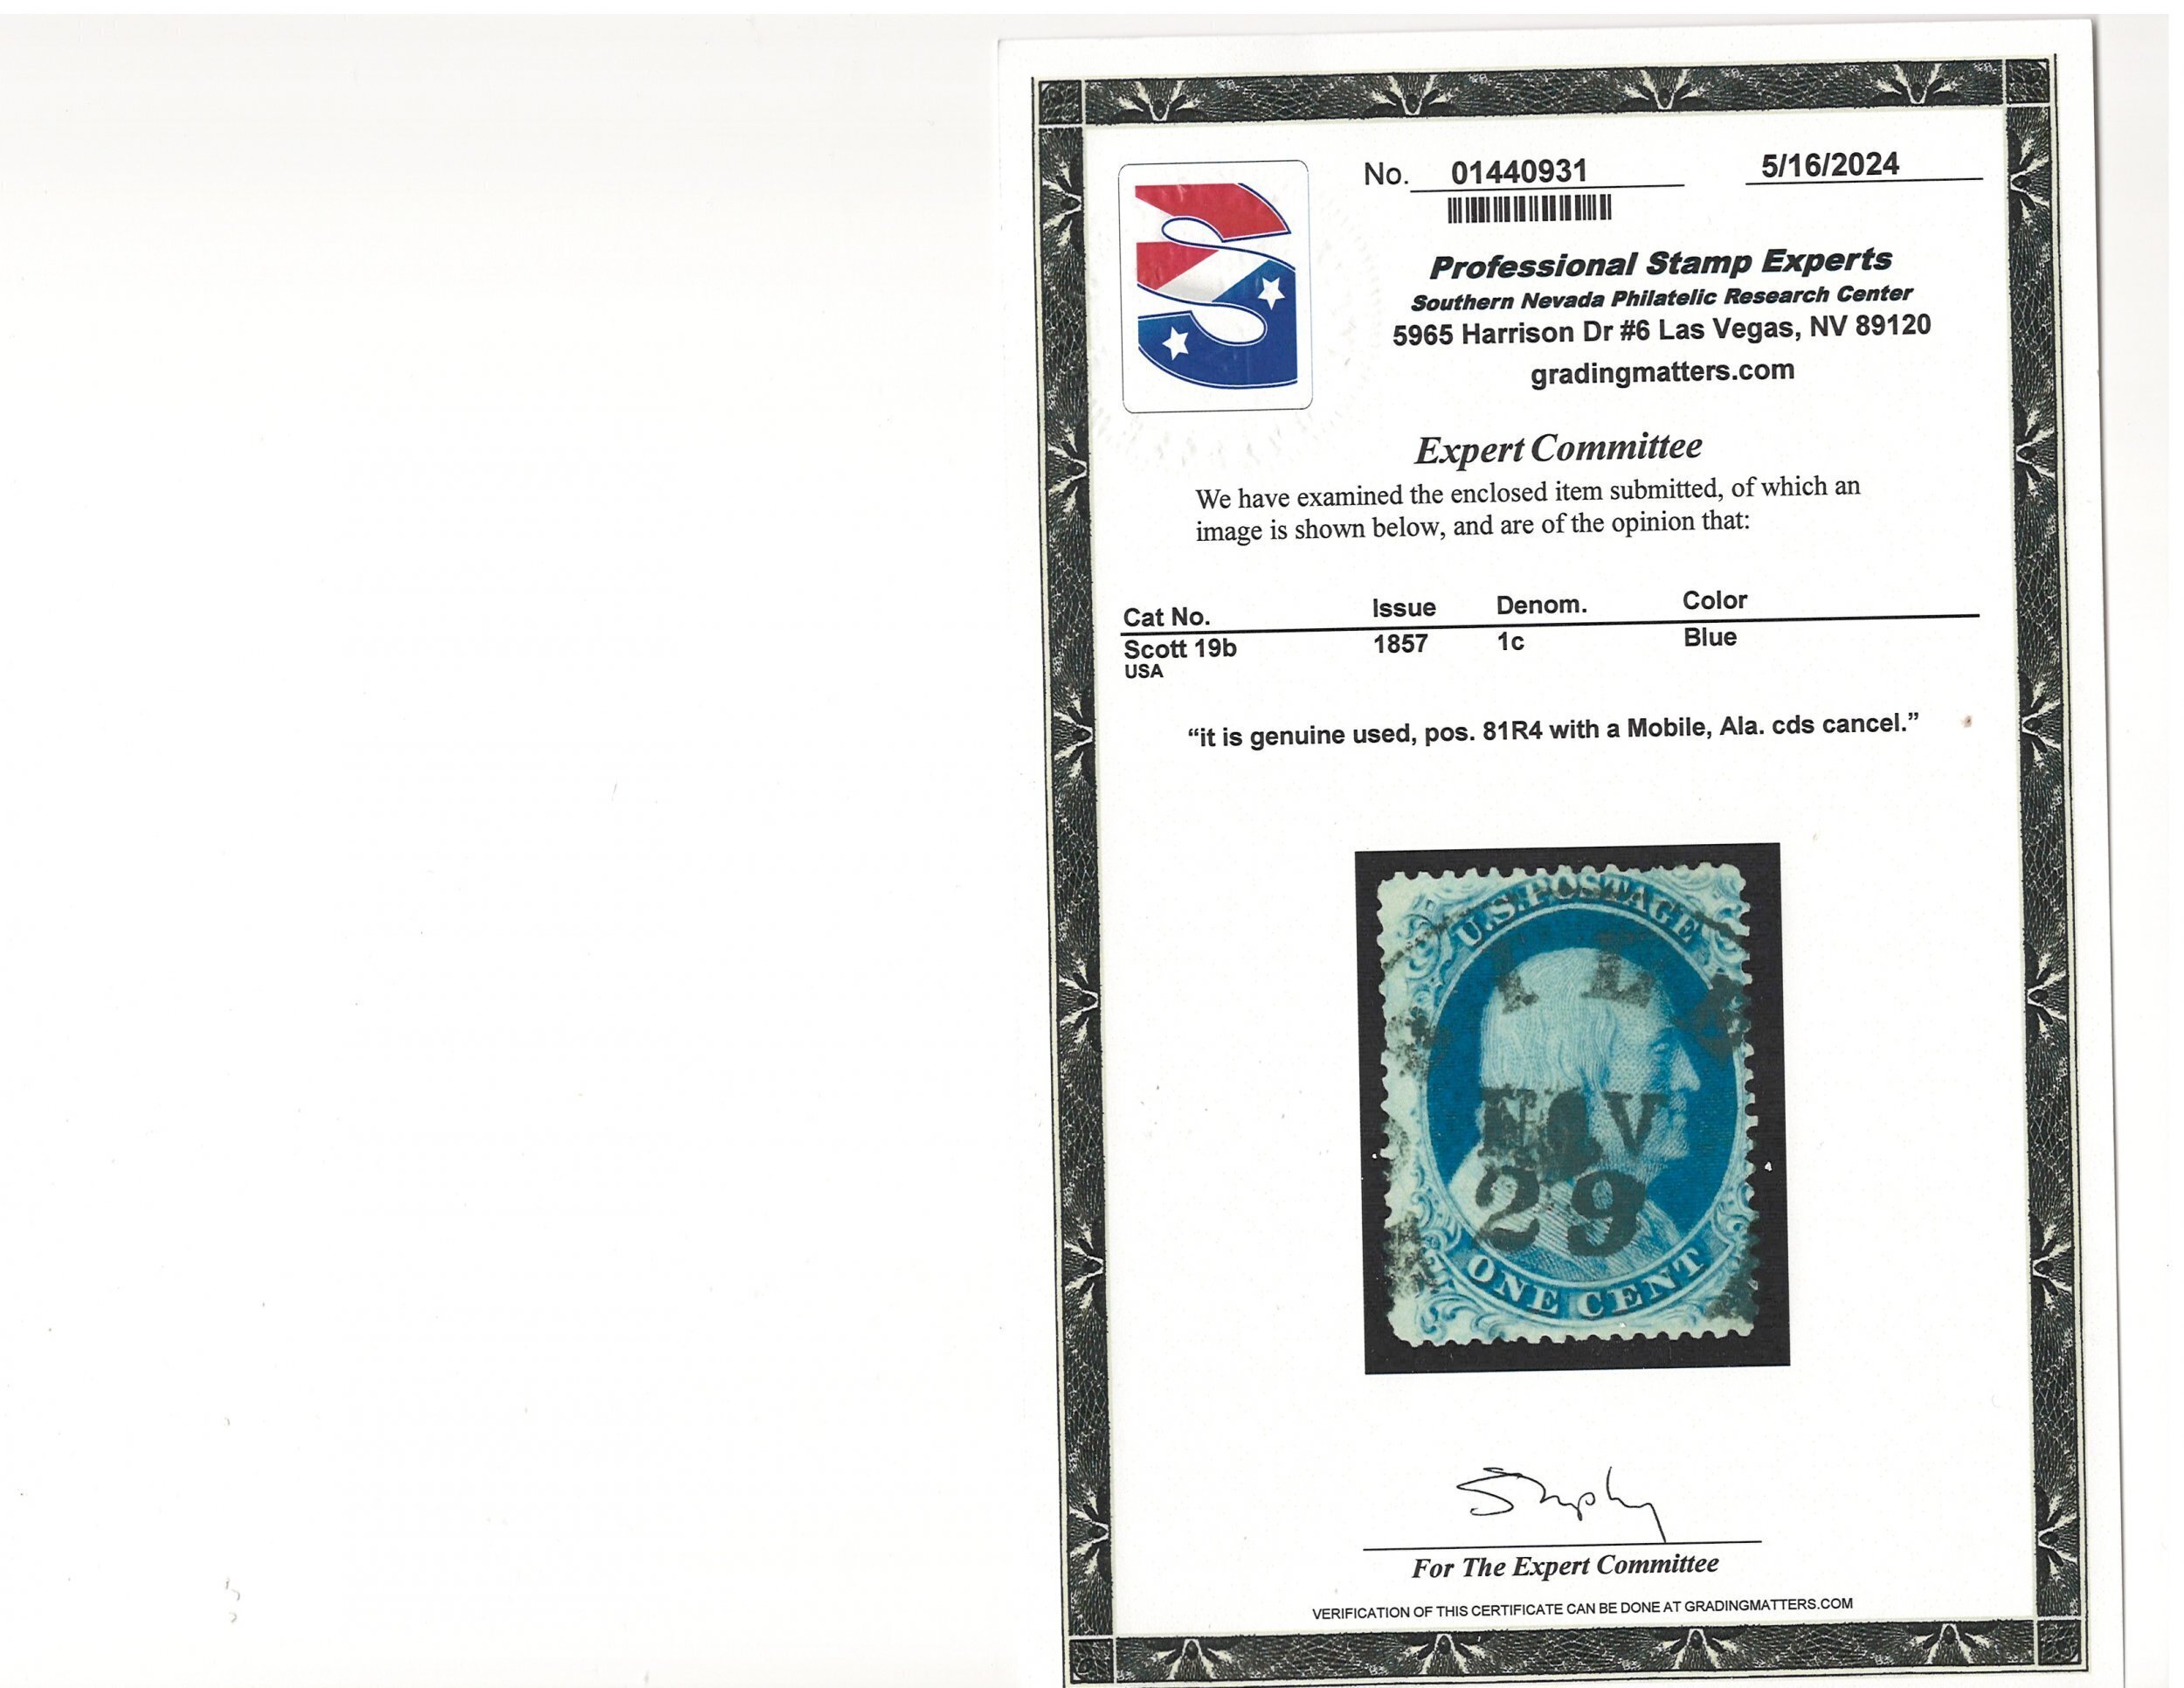 No. 01440931 5/16/2024
Professional Stamp Experts
Southern Nevada Philatelic Research Center
5965 Harrison Dr #6 Las Vegas, NV 89120
gradingmatters.com
Expert Committee
We have examined the enclosed item submitted, of which an
image is shown below, and are of the opinion that:
Cat No. Issue Denom. Color
Scott 19b 1857 1c Blue
USA
“it is genuine used, pos. 81R4 with a Mobile, Ala. cds cancel.”
U.S. POSTAGE
29
ONE CENT
For The Expert Committee
VERIFICATION OF THIS CERTIFICATE CAN BE DONE AT GRADINGMATTERS.COM